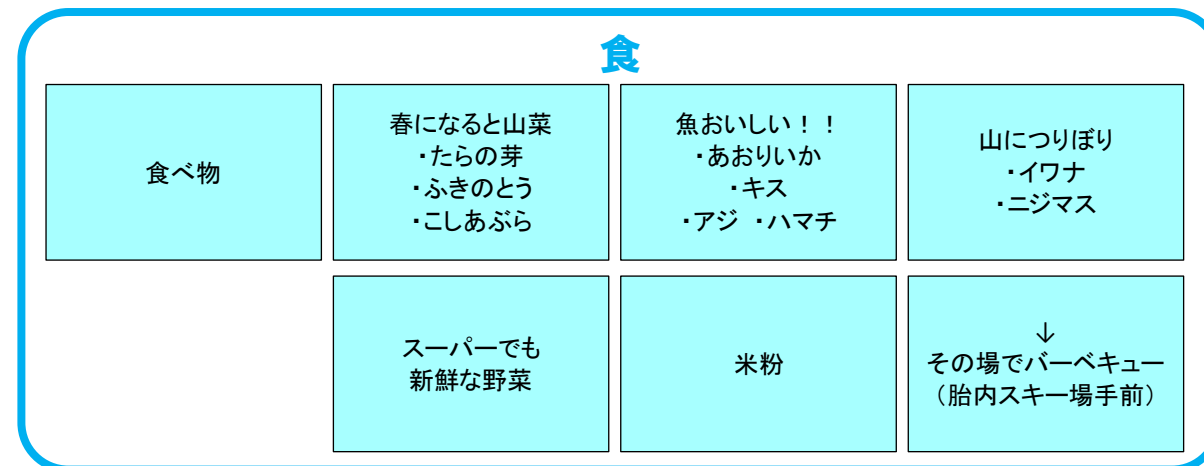 食
食べ物
春になると山菜
・たらの芽
・ふきのとう
・こしあぶら
魚おいしい！！
・あおりいか
・キス
・アジ ・ハマチ
山につりぼり
・イワナ
・ニジマス
スーパーでも
新鮮な野菜
米粉
↓
その場でバーベキュー
（胎内スキー場手前）